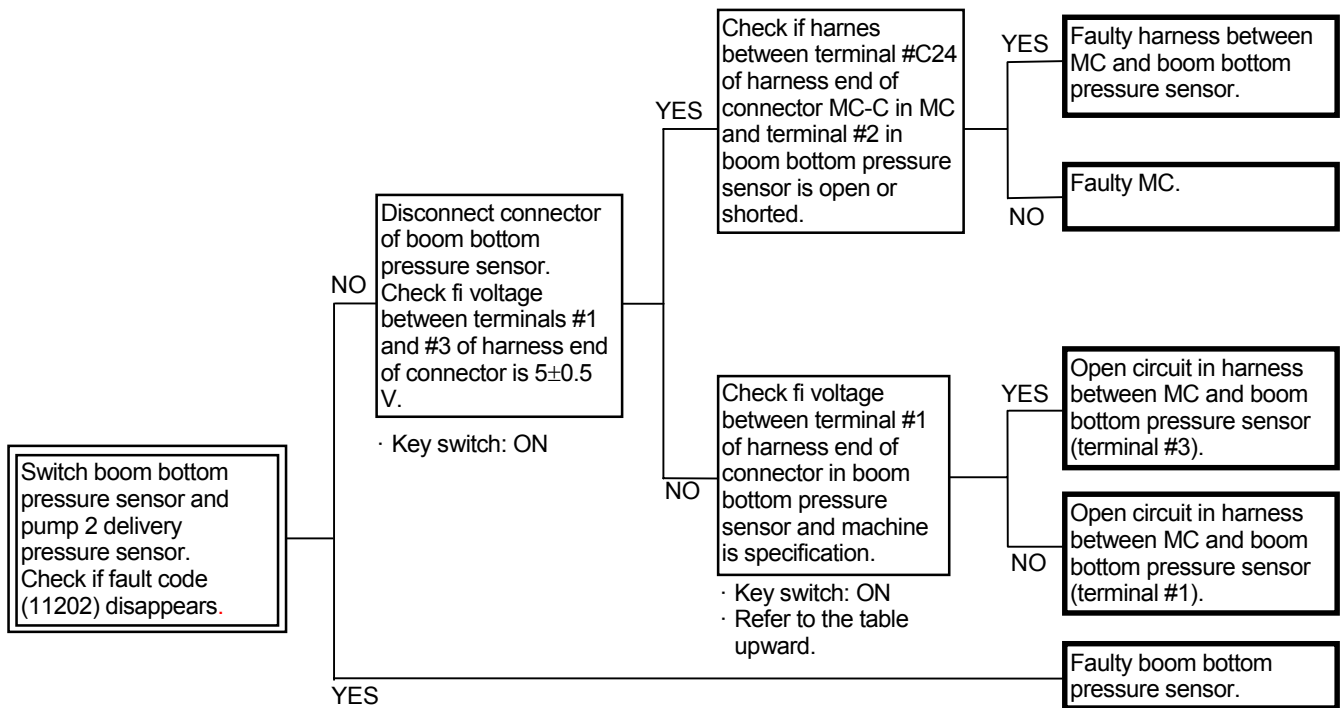 Switch boom bottom
pressure sensor and
pump 2 delivery
pressure sensor.
Check if fault code
(11202) disappears.
NO
YES
Disconnect connector
of boom bottom
pressure sensor.
Check fi voltage
between terminals #1
and #3 of harness end
of connector is 5±0.5
V.
· Key switch: ON
YES
NO
Check if harnes
between terminal #C24
of harness end of
connector MC-C in MC
and terminal #2 in
boom bottom pressure
sensor is open or
shorted.
YES
NO
Faulty harness between
MC and boom bottom
pressure sensor.
Faulty MC.
Check fi voltage
between terminal #1
of harness end of
connector in boom
bottom pressure
sensor and machine
is specification.
· Key switch: ON
· Refer to the table
upward.
YES
NO
Open circuit in harness
between MC and boom
bottom pressure sensor
(terminal #3).
Open circuit in harness
between MC and boom
bottom pressure sensor
(terminal #1).
Faulty boom bottom
pressure sensor.